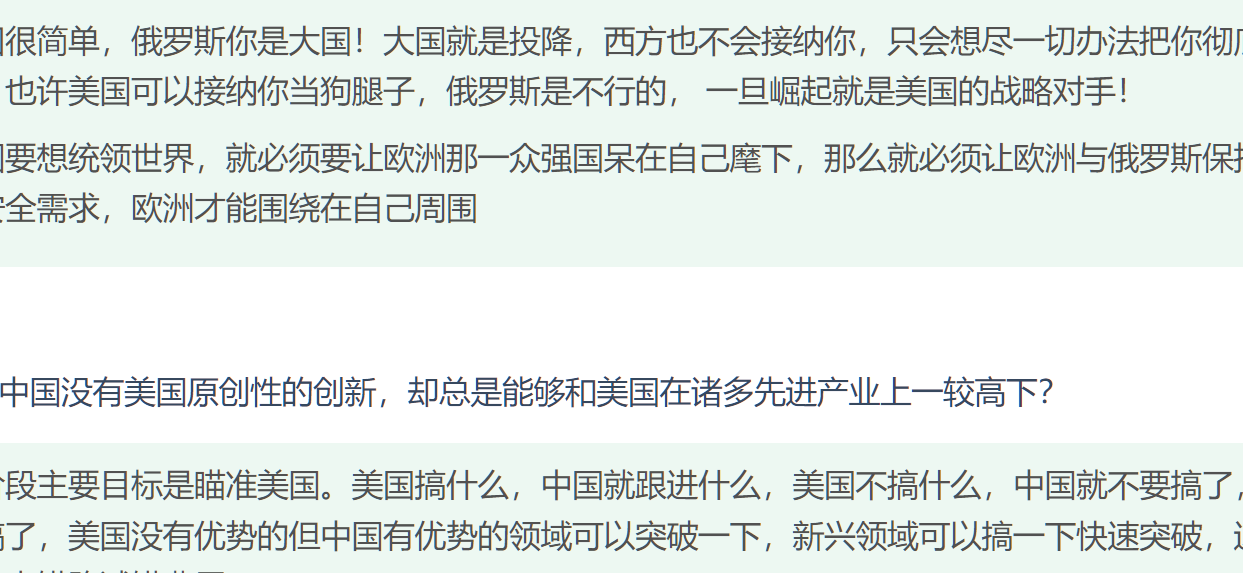 很简单，俄罗斯你是大国！大国就是投降，西方也不会接纳你，只会想尽一切办法把你彻
也许美国可以接纳你当狗腿子，俄罗斯是不行的， 一旦崛起就是美国的战略对手！
要想统领世界，就必须要让欧洲那一众强国呆在自己麾下，那么就必须让欧洲与俄罗斯保
全需求，欧洲才能围绕在自己周围
中国没有美国原创性的创新，却总是能够和美国在诸多先进产业上一较高下？
段主要目标是瞄准美国。美国搞什么，中国就跟进什么，美国不搞什么，中国就不要搞了，
了，美国没有优势的但中国有优势的领域可以突破一下，新兴领域可以搞一下快速突破，